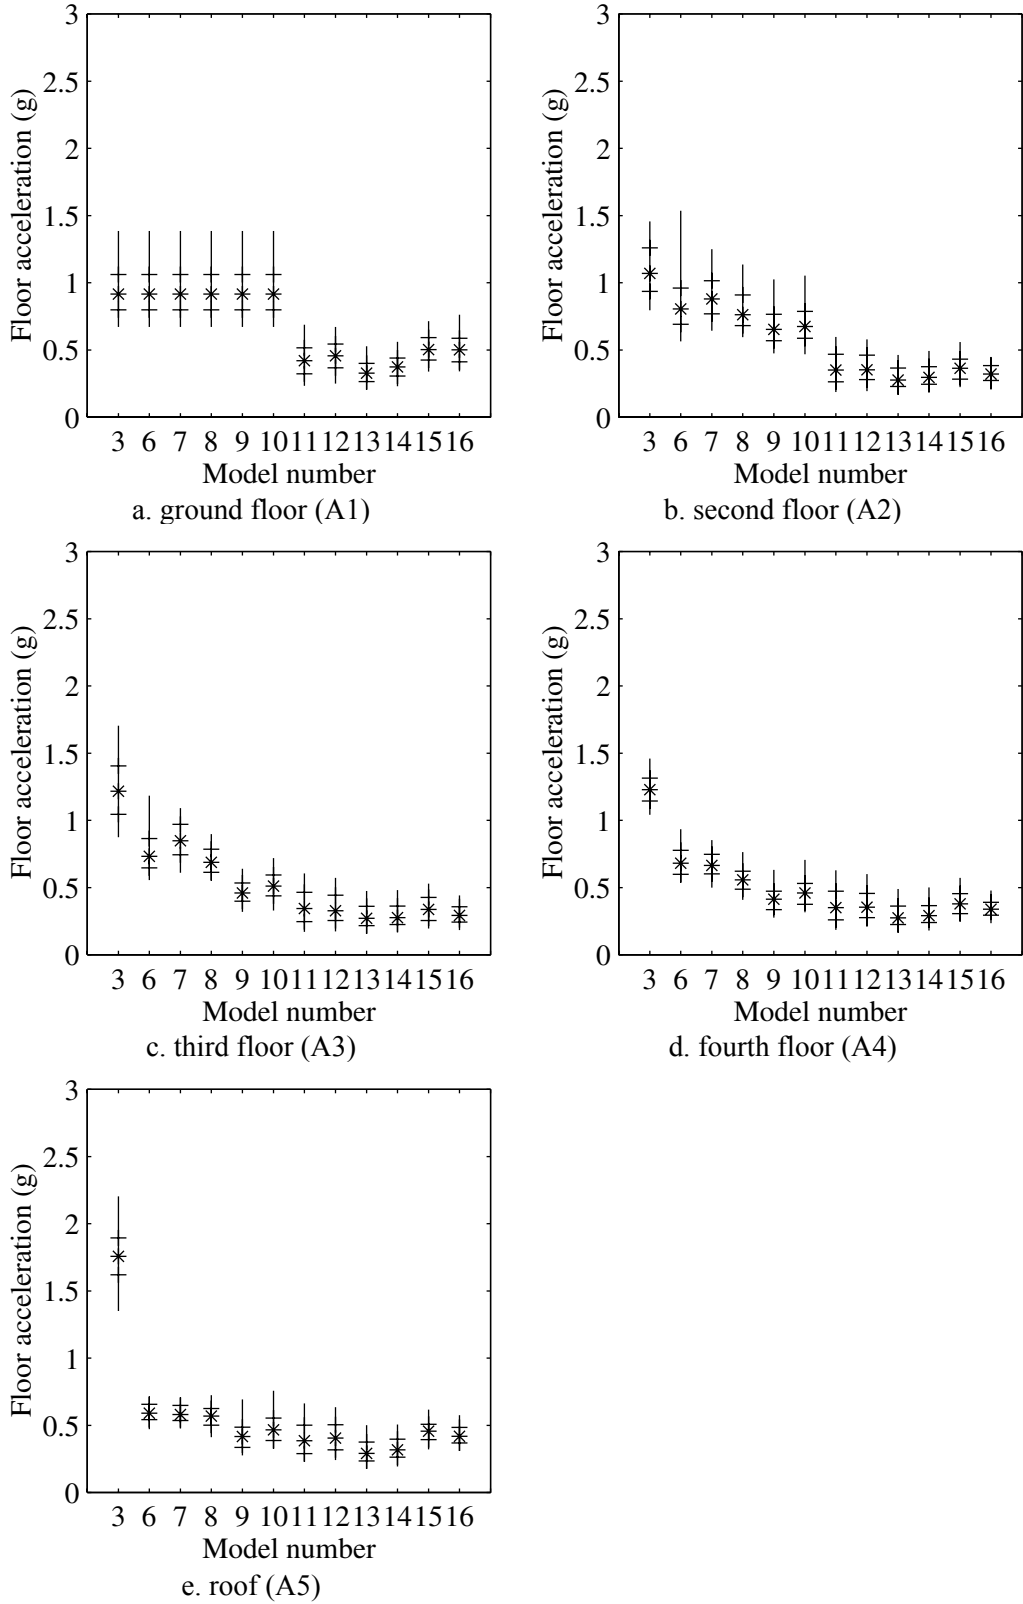 3
2.5
2
1.5
1
0.5
0
Floor acceleration (g)
3 6 7 8 9 10 11 12 13 14 15 16
Model number
a. ground floor (A1)
3
2.5
2
1.5
1
0.5
0
Floor acceleration (g)
3 6 7 8 9 10 11 12 13 14 15 16
Model number
b. second floor (A2)
3
2.5
2
1.5
1
0.5
0
Floor acceleration (g)
3 6 7 8 9 10 11 12 13 14 15 16
Model number
c. third floor (A3)
3
2.5
2
1.5
1
0.5
0
Floor acceleration (g)
3 6 7 8 9 10 11 12 13 14 15 16
Model number
d. fourth floor (A4)
3
2.5
2
1.5
1
0.5
0
Floor acceleration (g)
3 6 7 8 9 10 11 12 13 14 15 16
Model number
e. roof (A5)